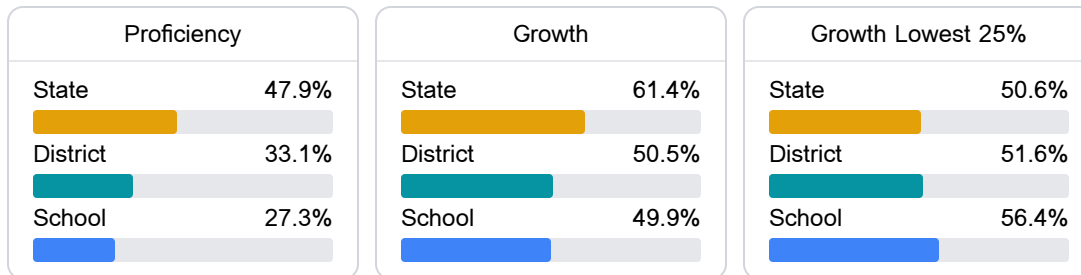 Proficiency
State 47.9%
District 33.1%
School 27.3%
Growth
State 61.4%
District 50.5%
School 49.9%
Growth Lowest 25%
State 50.6%
District 51.6%
School 56.4%